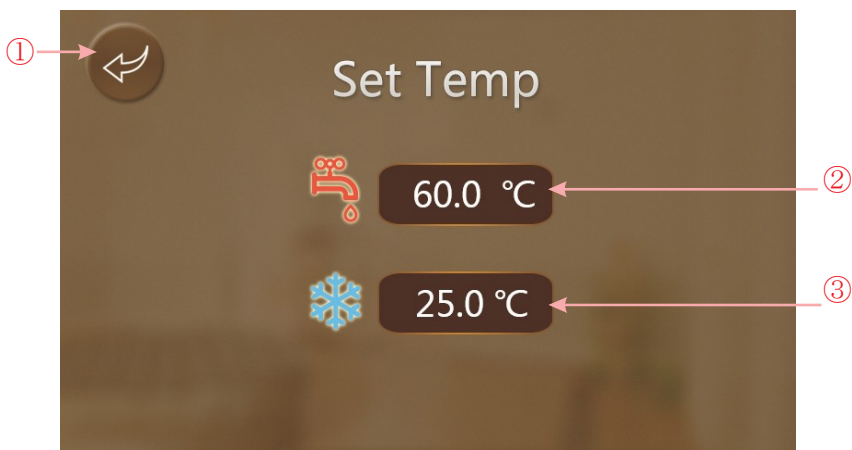 ①
Set Temp
60.0 ℃ ②
25.0 ℃ ③